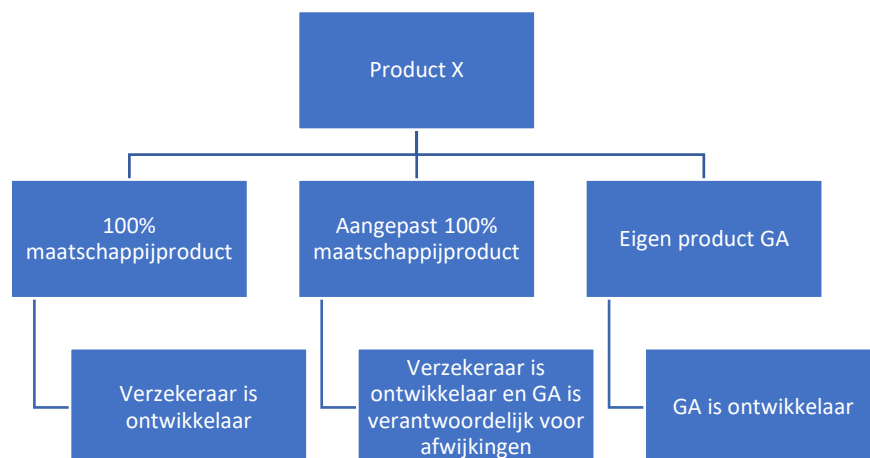 Product X
100%
maatschappijproduct
Aangepast 100%
maatschappijproduct
Eigen product GA
Verzekeraar is
ontwikkelaar
Verzekeraar is
ontwikkelaar en GA is
verantwoordelijk voor
afwijkingen
GA is ontwikkelaar